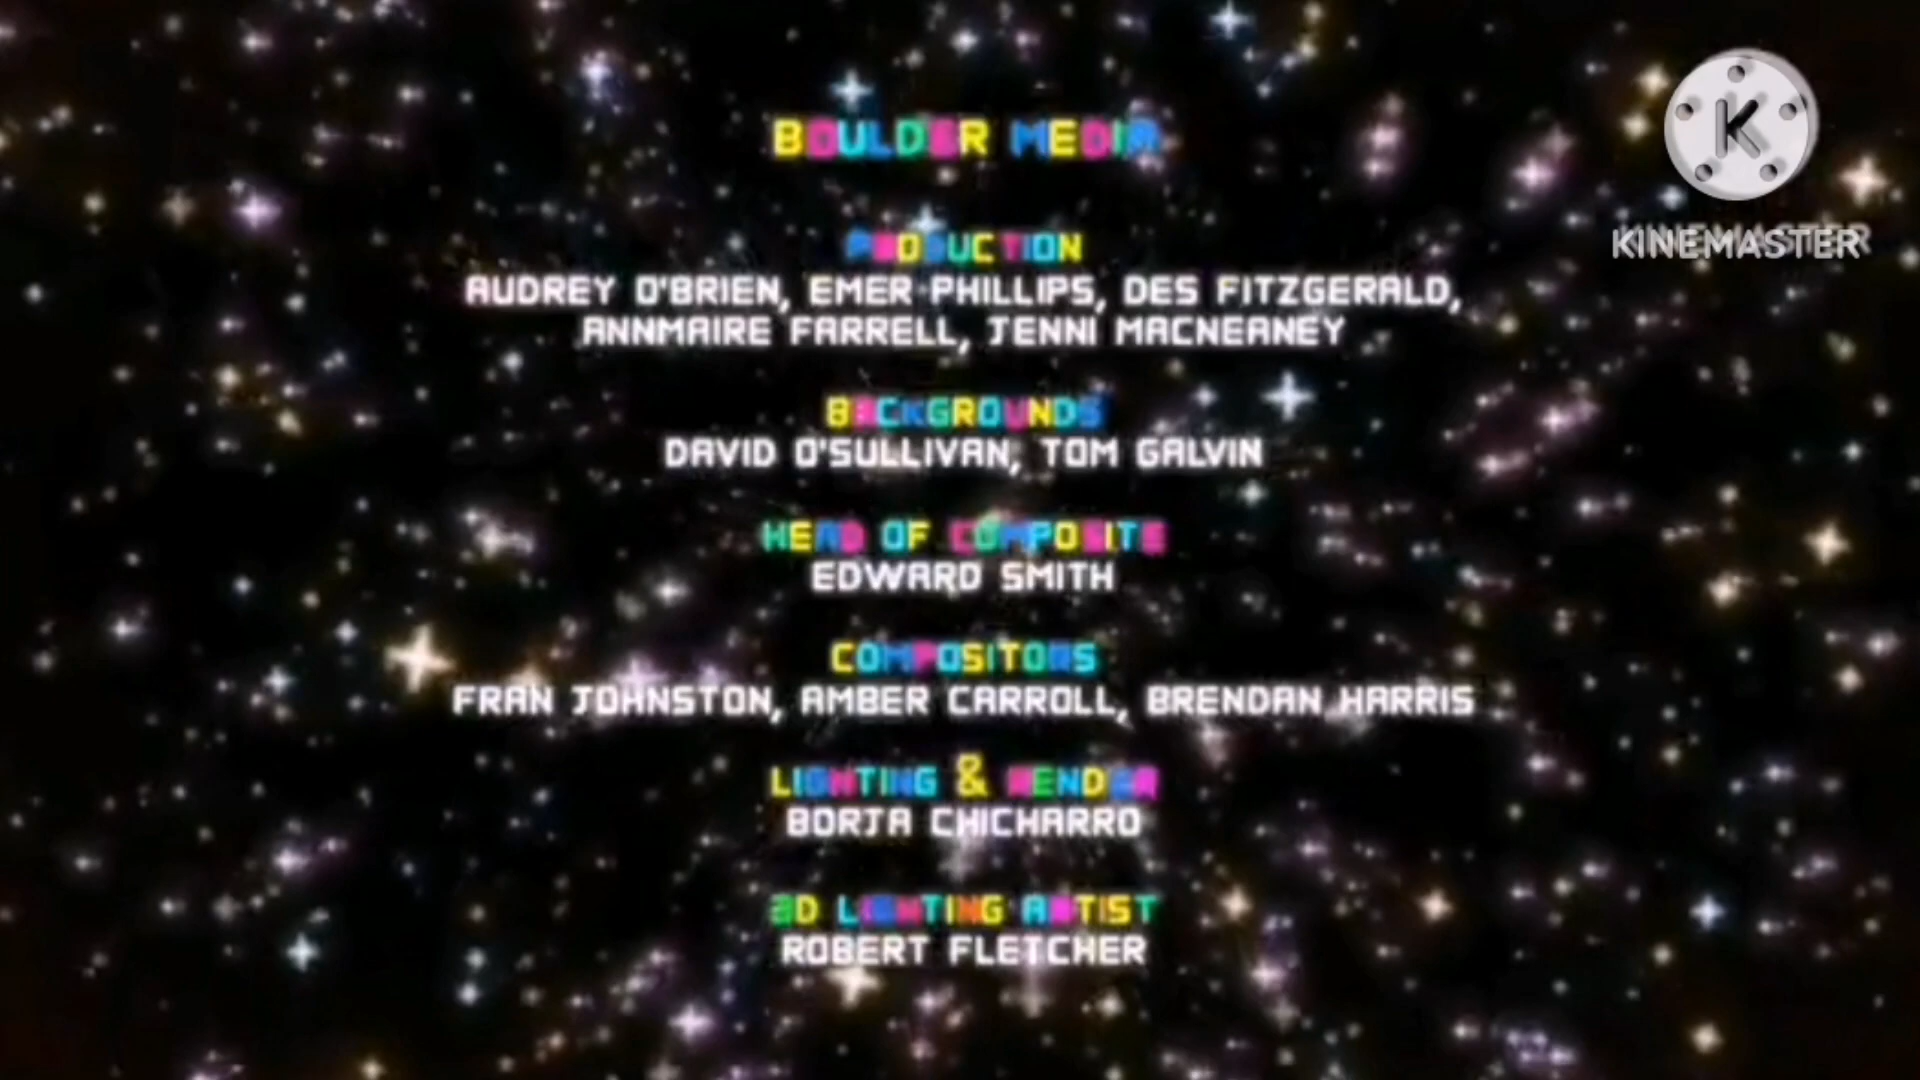 BOULDER MEDIA
KINEMASTER
PRODUCTION
AUDREY O'BRIEN, EMER PHILLIPS, DES FITZGERALD,
ANNMAIRE FARRELL, JENNI MACNEANEY
BACKGROUNDS
DAVID O'SULLIVAN, TOM GALVIN
HEAD OF COMPOSITE
EDWARD SMITH
COMPOSITORS
FRAN JOHNSTON, AMBER CARROLL, BRENDAN HARRIS
LIGHTING & RENDER
BORJA CHICHARRO
3D LIGHTING ARTIST
ROBERT FLETCHER